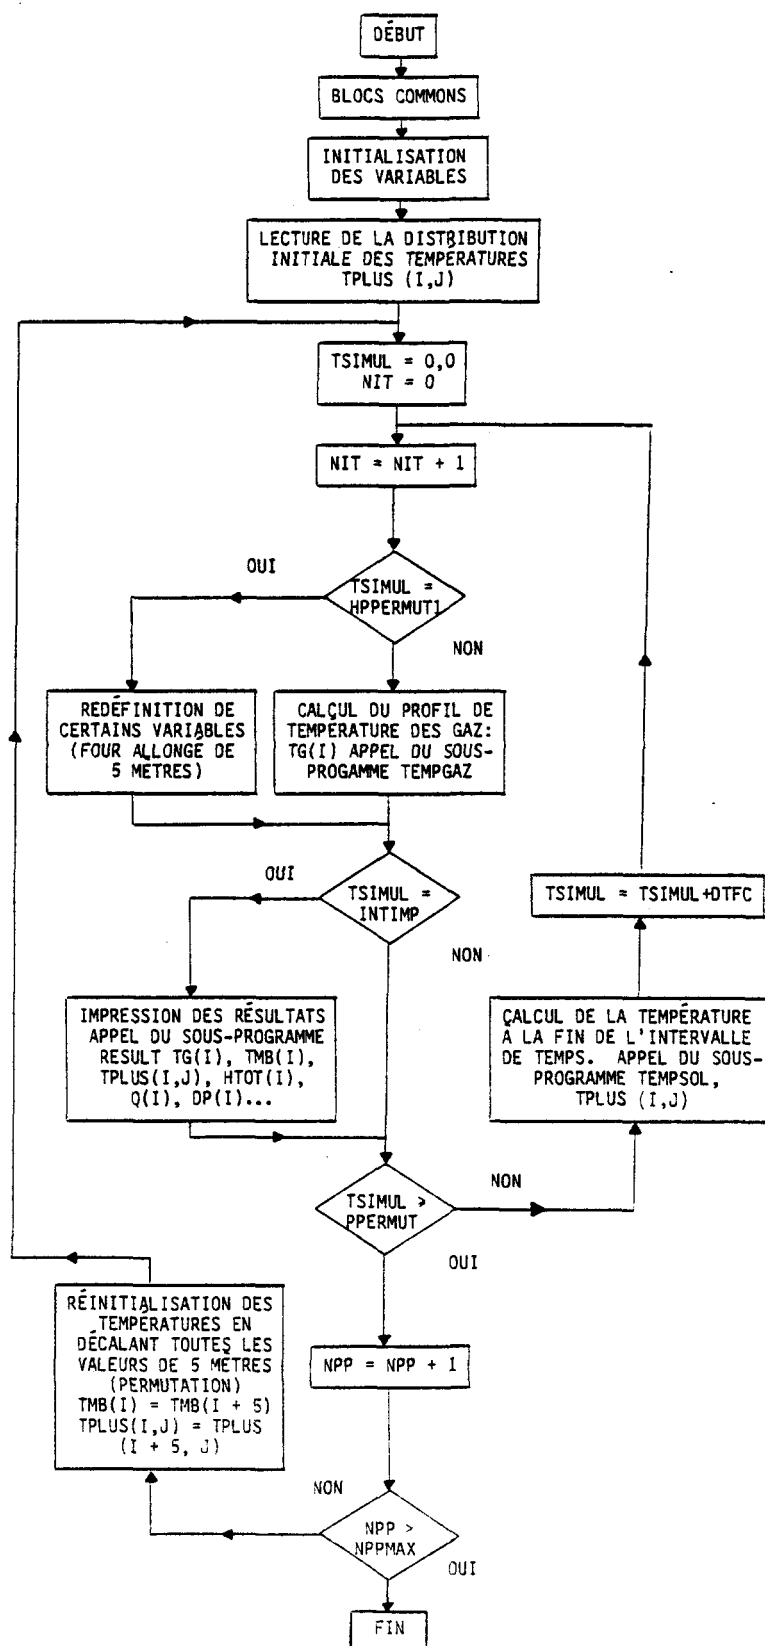 DÉBUT
BLOCS COMMONS
INITIALISATION
DES VARIABLES
LECTURE DE LA DISTRIBUTION
INITIALE DES TEMPÉRATURES
TPLUS (I,J)
TSIMUL = 0,0
NIT = 0
NIT = NIT + 1
OUI
TSIMUL =
HPPERMUT1
NON
REDÉFINITION DE
CERTAINS VARIABLES
(FOUR ALLONGÉ DE
5 MÈTRES)
CALÇUL DU PROFIL DE
TEMPÉRATURE DES GAZ:
TG(I) APPEL DU SOUS-
PROGAMME TEMPGAZ
OUI
TSIMUL =
INTIMP
NON
TSIMUL = TSIMUL+DTFC
IMPRESSION DES RÉSULTATS
APPEL DU SOUS-PROGRAMME
RESULT TG(I), TMB(I),
TPLUS(I,J), HTOT(I),
Q(I), DP(I)...
ÇALCUL DE LA TEMPÉRATURE
A LA FIN DE L'INTERVALLE
DE TEMPS. APPEL DU SOUS-
PROGRAMME TEMPSOL,
TPLUS (I,J)
TSIMUL >
PPERMUT
NON
OUI
RÉINITIALISATION DES
TEMPÉRATURES EN
DÉCALANT TOUTES LES
VALEURS DE 5 MÈTRES
(PERMUTATION)
TMB(I) = TMB(I + 5)
TPLUS(I,J) = TPLUS
(I + 5, J)
NPP = NPP + 1
NON
NPP >
NPPMAX
OUI
FIN